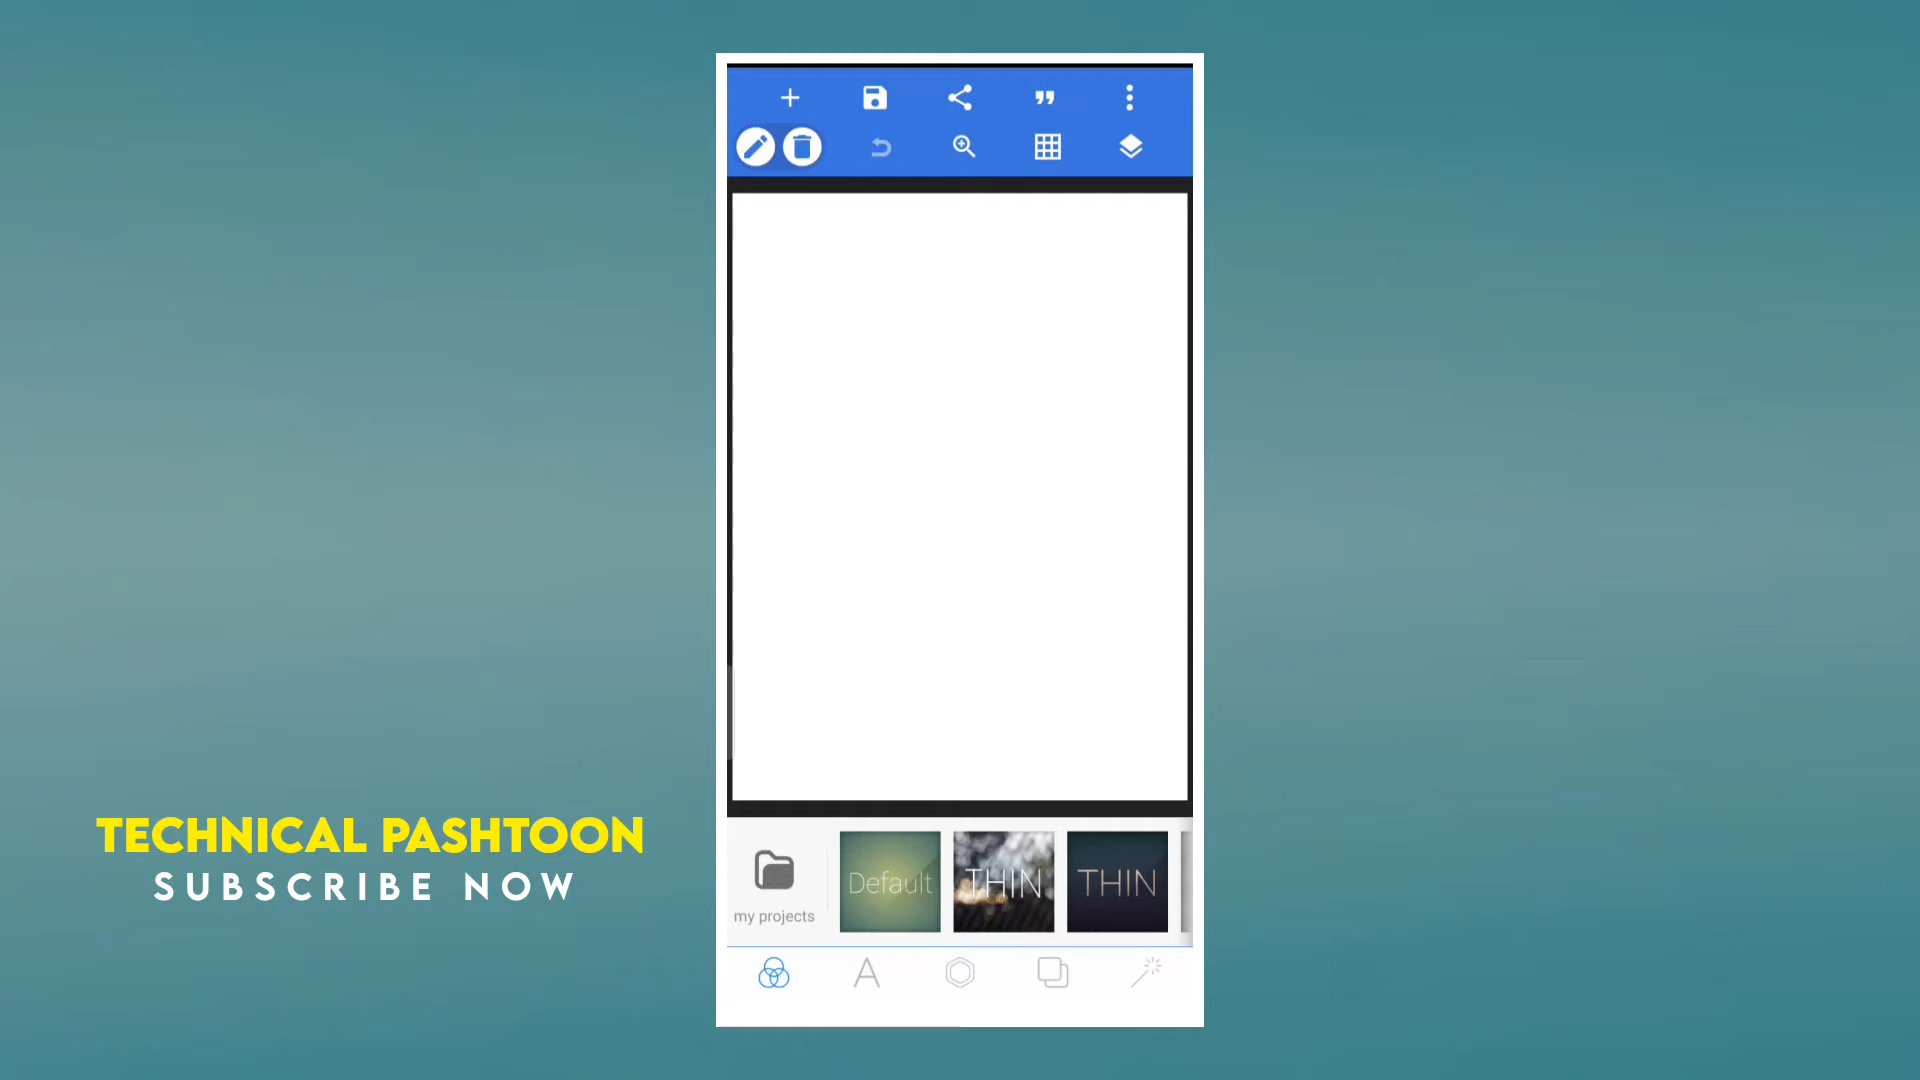 my projects
Default
THIN
THIN
A
TECHNICAL PASHTOON
SUBSCRIBE NOW